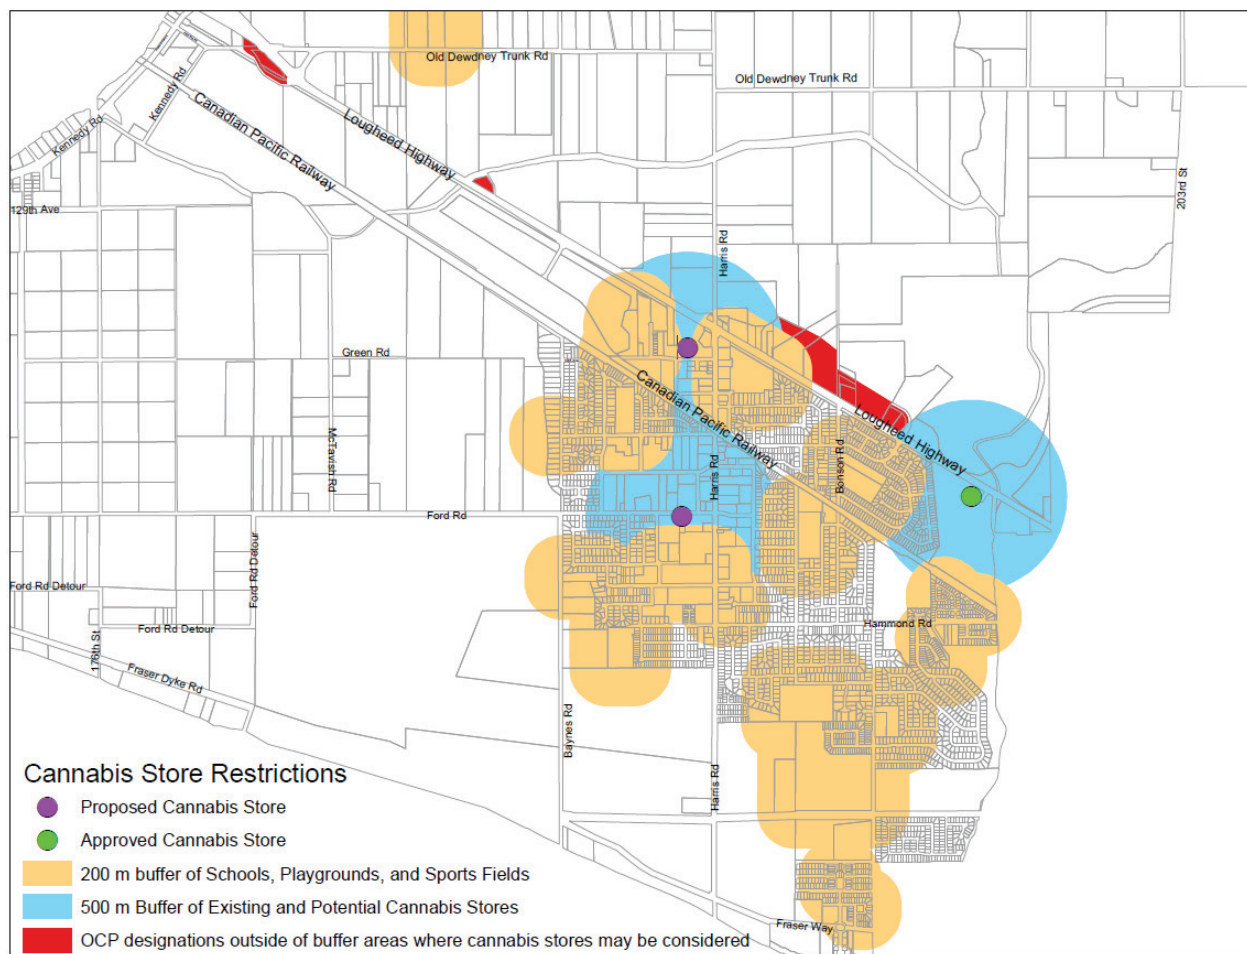 Old Dewdney Trunk Rd
Old Dewdney Trunk Rd
Kennedy Rd
Canadian Pacific Railway
Lougheed Highway
Kennedy Rd
203rd St
129th Ave
Harris Rd
Green Rd
Canadian Pacific Railway
Lougheed Highway
McTavish Rd
Harris Rd
Bonson Rd
Ford Rd
Ford Rd Detour
Ford Rd Detour
Ford Rd Detour
Hammond Rd
176th St
Fraser Dyke Rd
Baynes Rd
Harris Rd
Fraser Way
Cannabis Store Restrictions
Proposed Cannabis Store
Approved Cannabis Store
200 m buffer of Schools, Playgrounds, and Sports Fields
500 m Buffer of Existing and Potential Cannabis Stores
OCP designations outside of buffer areas where cannabis stores may be considered